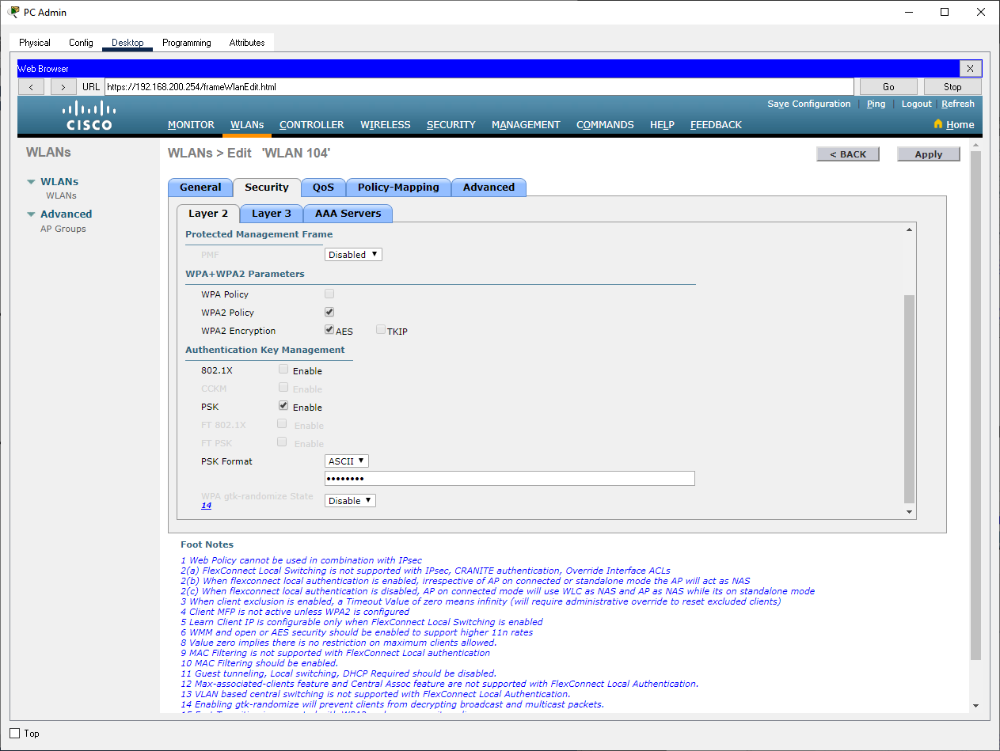 PC Admin
Physical Config Desktop Programming Attributes
Web Browser X
< > URL https://192.168.200.254/frameWlanEdit.html Go Stop
Save Configuration | Ping | Logout | Refresh
CISCO MONITOR WLANs CONTROLLER WIRELESS SECURITY MANAGEMENT COMMANDS HELP FEEDBACK Home
WLANs
WLANs
WLANs
Advanced
AP Groups
WLANs > Edit 'WLAN 104' < BACK Apply
General Security QoS Policy-Mapping Advanced
Layer 2 Layer 3 AAA Servers
Protected Management Frame
PMF Disabled
WPA+WPA2 Parameters
WPA Policy
WPA2 Policy
WPA2 Encryption AES TKIP
Authentication Key Management
802.1X Enable
CCKM Enable
PSK Enable
FT 802.1X Enable
FT PSK Enable
PSK Format ASCII
••••••••
WPA gtk-randomize State Disable
14
Foot Notes
1 Web Policy cannot be used in combination with IPsec
2(a) FlexConnect Local Switching is not supported with IPsec, CRANITE authentication, Override Interface ACLs
2(b) When flexconnect local authentication is enabled, irrespective of AP on connected or standalone mode the AP will act as NAS
2(c) When flexconnect local authentication is disabled, AP on connected mode will use WLC as NAS and AP as NAS while its on standalone mode
3 When client exclusion is enabled, a Timeout Value of zero means infinity (will require administrative override to reset excluded clients)
4 Client MFP is not active unless WPA2 is configured
5 Learn Client IP is configurable only when FlexConnect Local Switching is enabled
6 WMM and open or AES security should be enabled to support higher 11n rates
8 Value zero implies there is no restriction on maximum clients allowed.
9 MAC Filtering is not supported with FlexConnect Local authentication
10 MAC Filtering should be enabled.
11 Guest tunneling, Local switching, DHCP Required should be disabled.
12 Max-associated-clients feature and Central Assoc feature are not supported with FlexConnect Local Authentication.
13 VLAN based central switching is not supported with FlexConnect Local Authentication.
14 Enabling gtk-randomize will prevent clients from decrypting broadcast and multicast packets.
Top